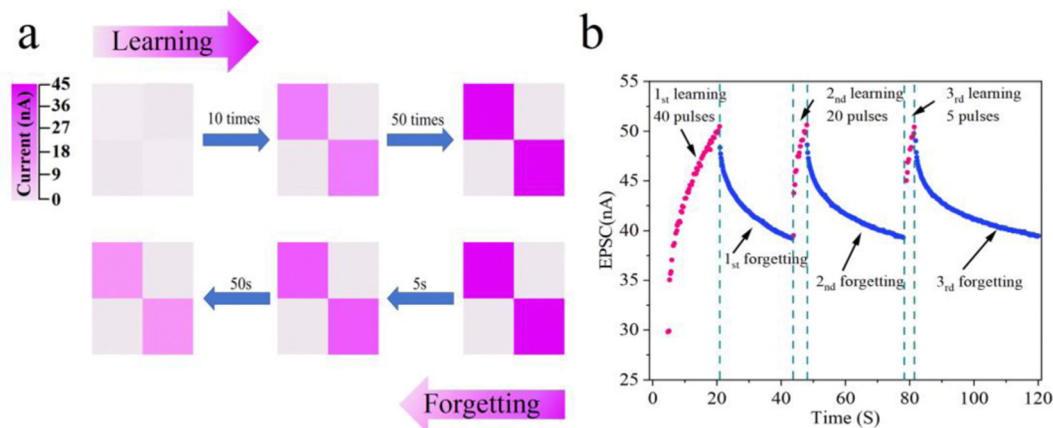 a
Learning
Current (nA)
45
36
27
18
9
0
10 times
50 times
50s
5s
Forgetting
b
EPSC(nA)
55
50
45
40
35
30
25
1st learning
40 pulses
2nd learning
20 pulses
3rd learning
5 pulses
1st forgetting
2nd forgetting
3rd forgetting
0
20
40
60
80
100
120
Time (S)